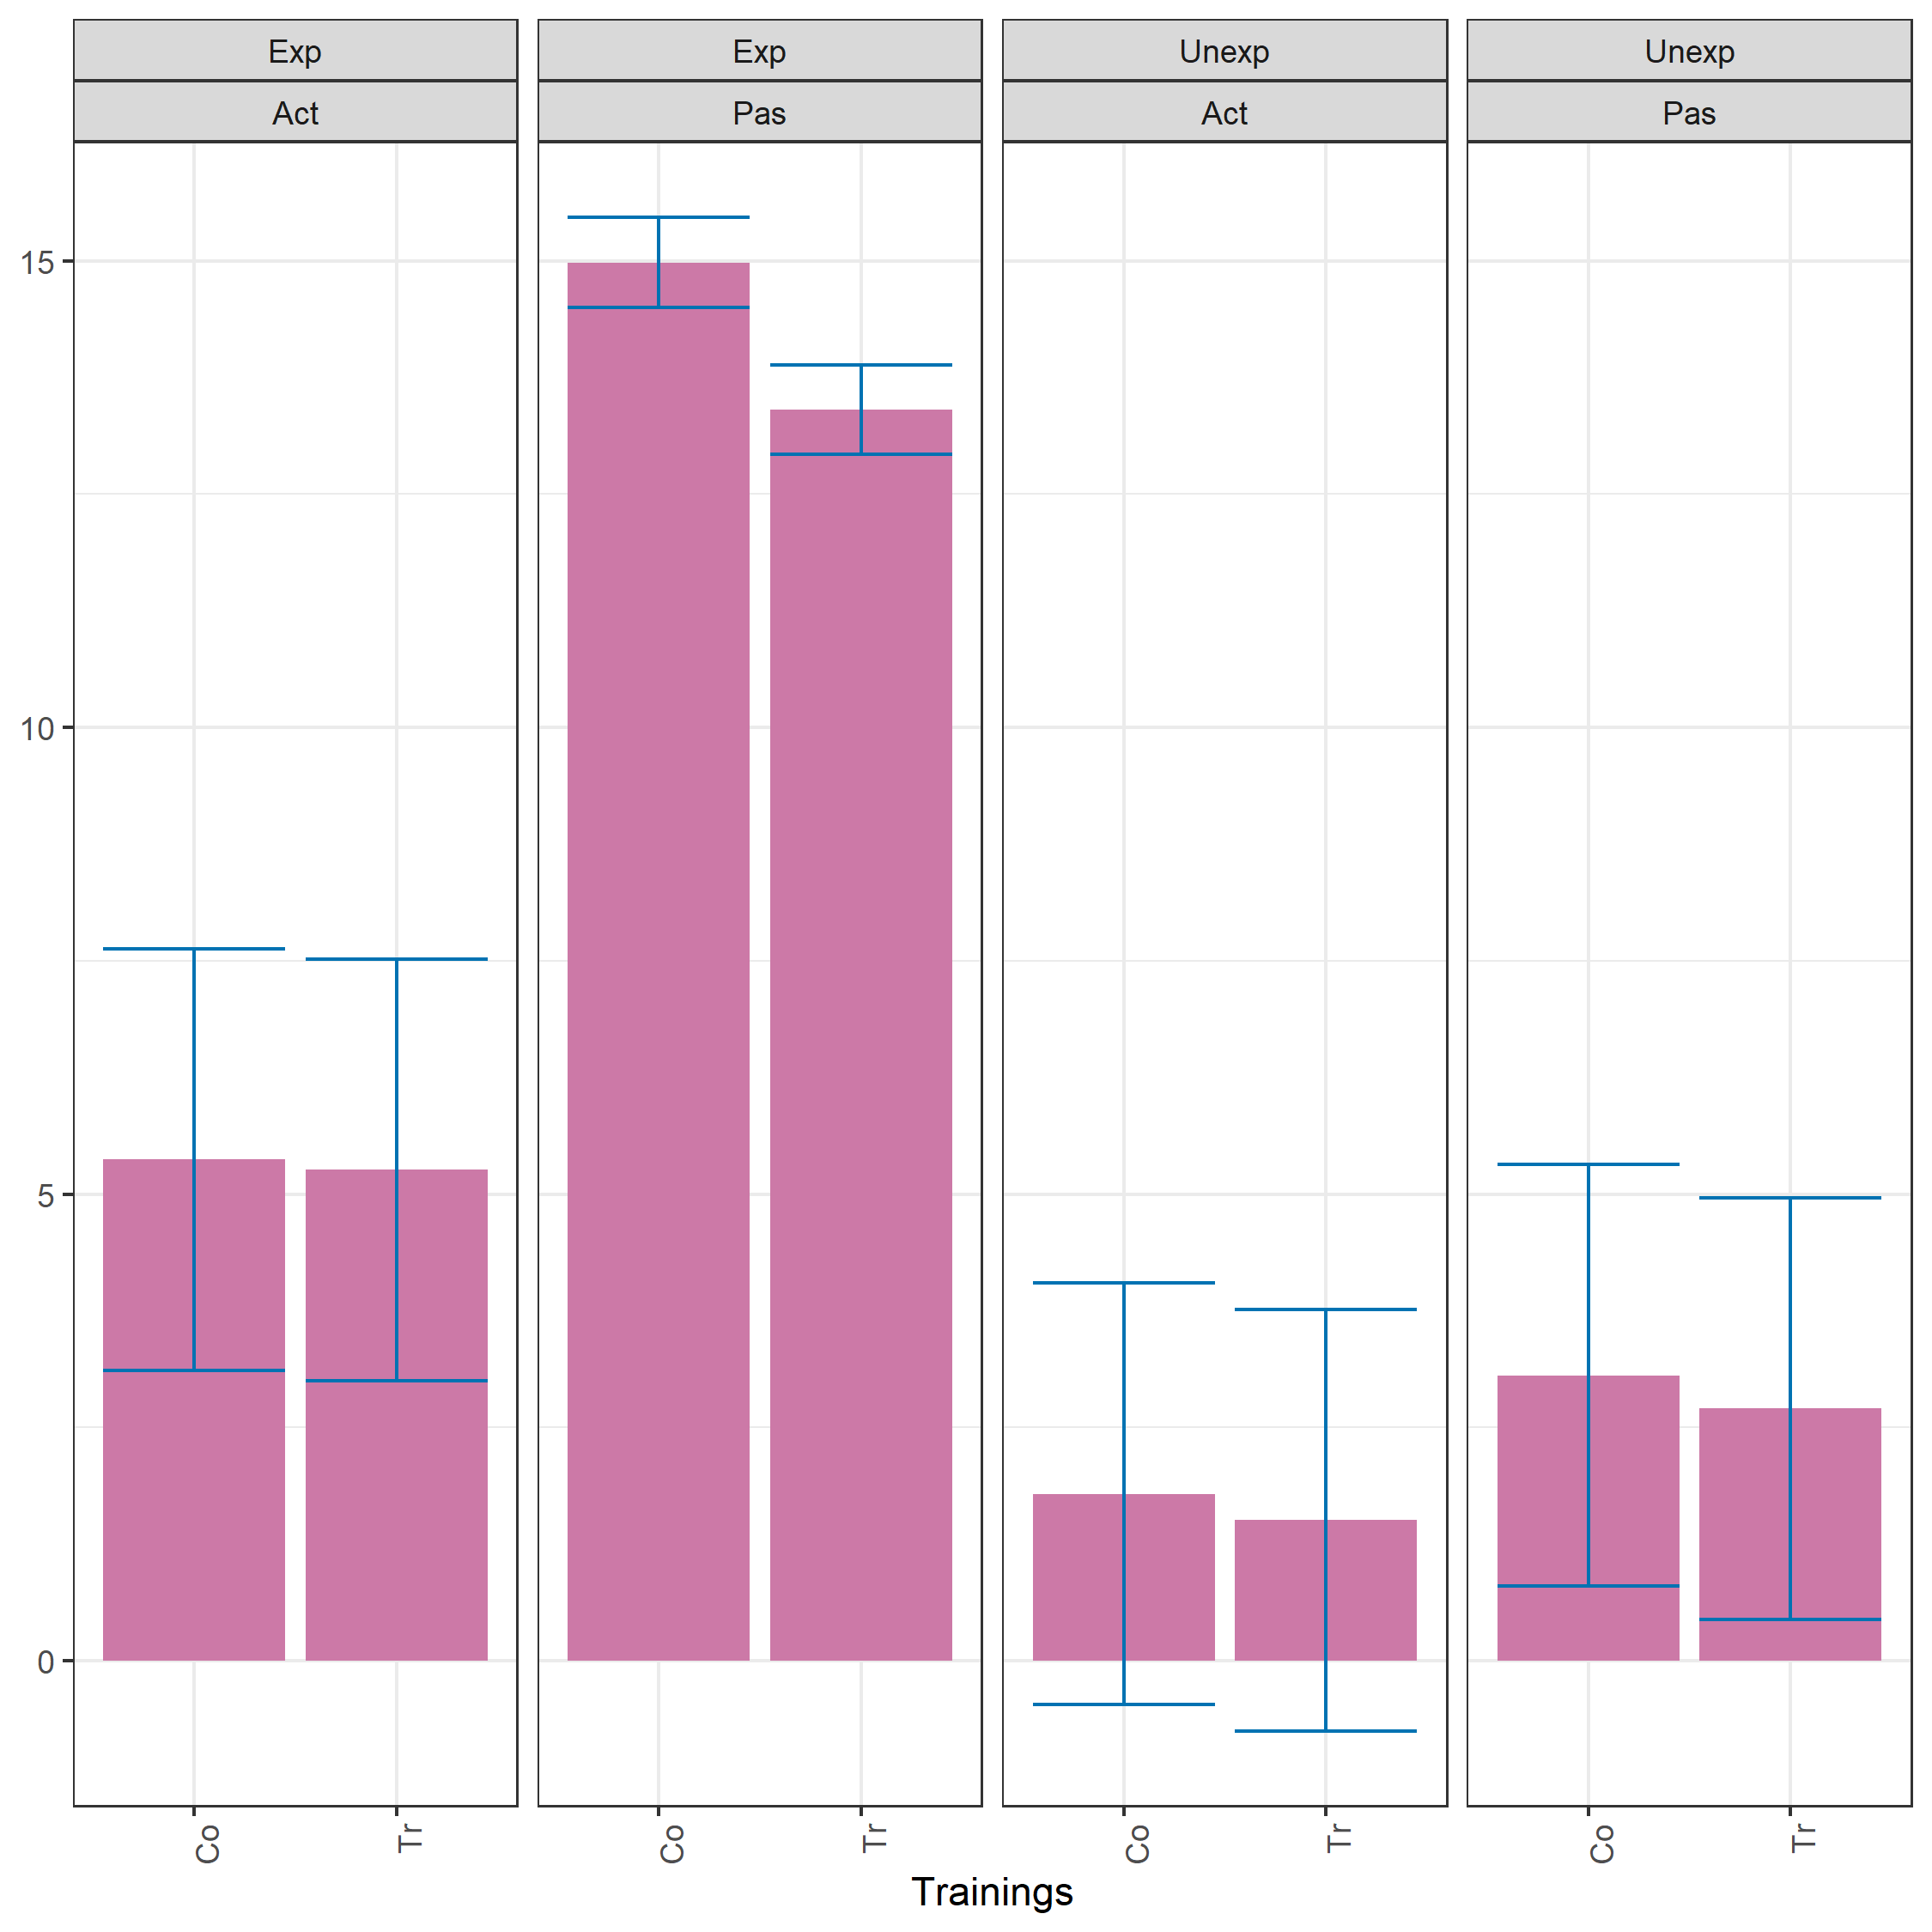 Exp Exp Unexp Unexp
Act Pas Act Pas
15
10
5
0
Co Tr Co Tr Co Tr Co Tr
Trainings